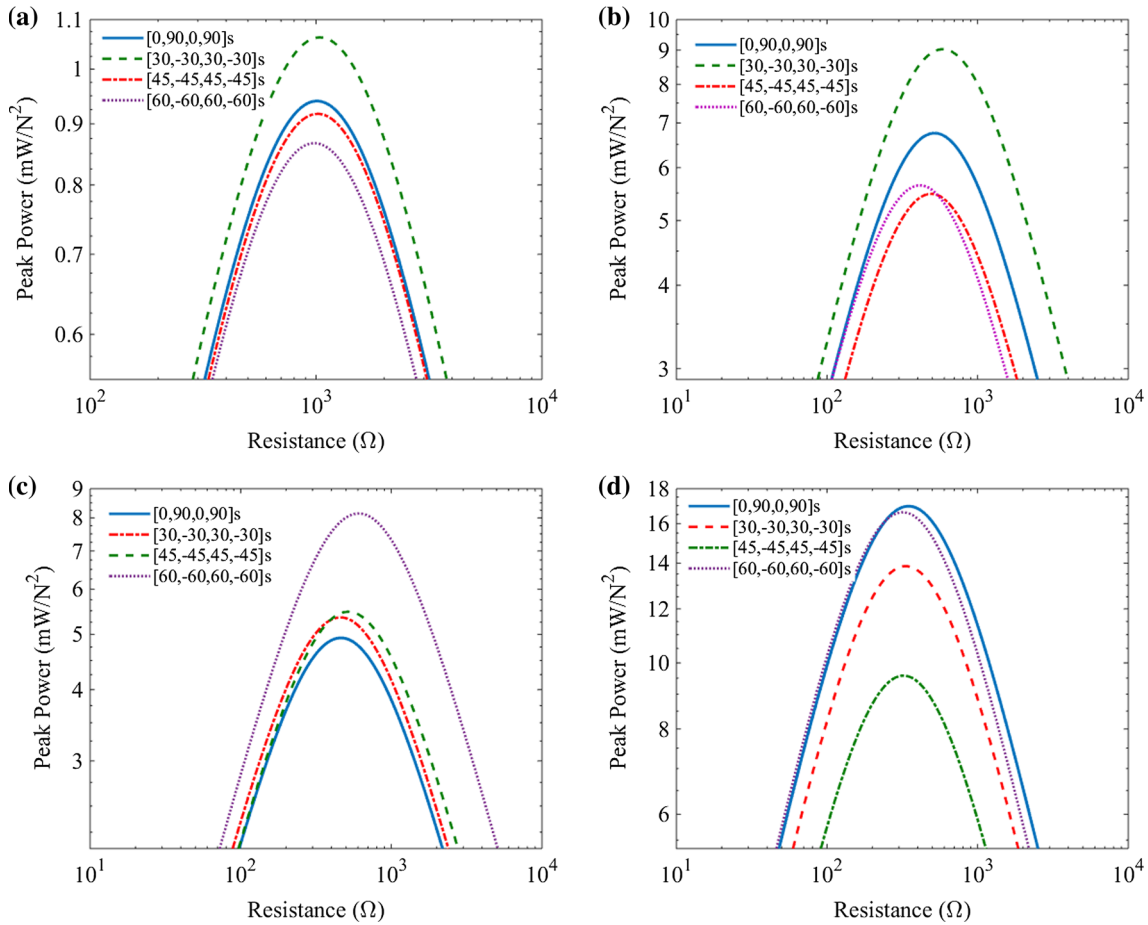 (a)
1.1
1
0.9
0.8
0.7
0.6
Peak Power (mW/N²)
[0,90,0,90]s
[30,-30,30,-30]s
[45,-45,45,-45]s
[60,-60,60,-60]s
10² 10³ 10⁴
Resistance (Ω)
(b)
10
9
8
7
6
5
4
3
Peak Power (mW/N²)
[0,90,0,90]s
[30,-30,30,-30]s
[45,-45,45,-45]s
[60,-60,60,-60]s
10¹ 10² 10³ 10⁴
Resistance (Ω)
(c)
9
8
7
6
5
4
3
Peak Power (mW/N²)
[0,90,0,90]s
[30,-30,30,-30]s
[45,-45,45,-45]s
[60,-60,60,-60]s
10¹ 10² 10³ 10⁴
Resistance (Ω)
(d)
18
16
14
12
10
8
6
Peak Power (mW/N²)
[0,90,0,90]s
[30,-30,30,-30]s
[45,-45,45,-45]s
[60,-60,60,-60]s
10¹ 10² 10³ 10⁴
Resistance (Ω)